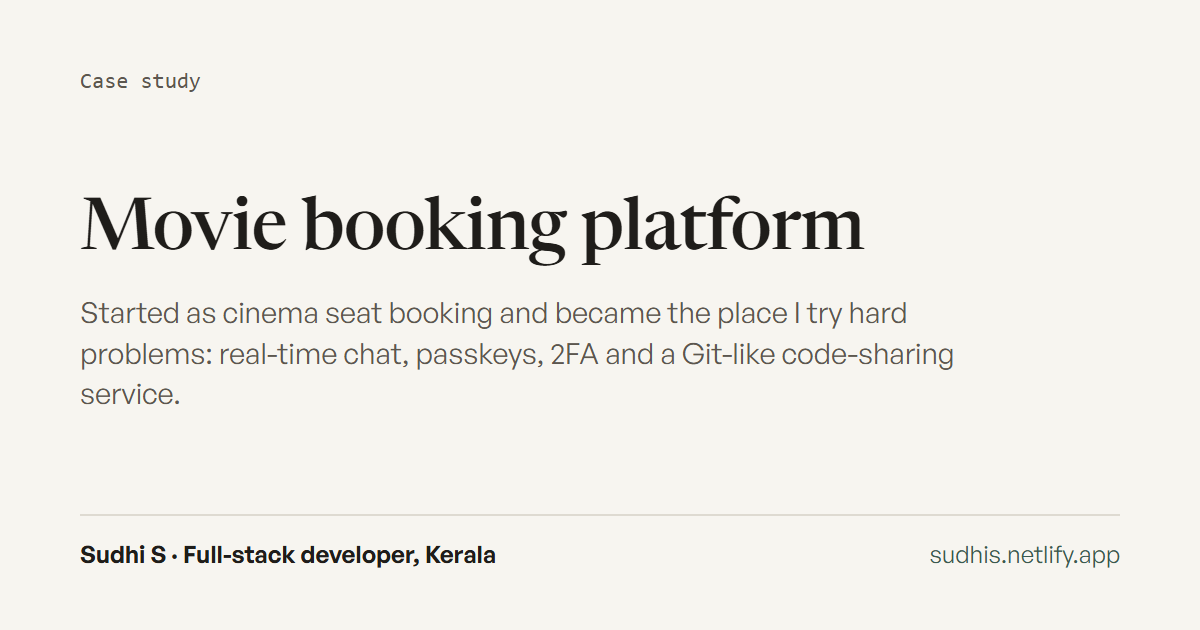 Case study
Movie booking platform
Started as cinema seat booking and became the place I try hard
problems: real-time chat, passkeys, 2FA and a Git-like code-sharing
service.
Sudhi S · Full-stack developer, Kerala
sudhis.netlify.app